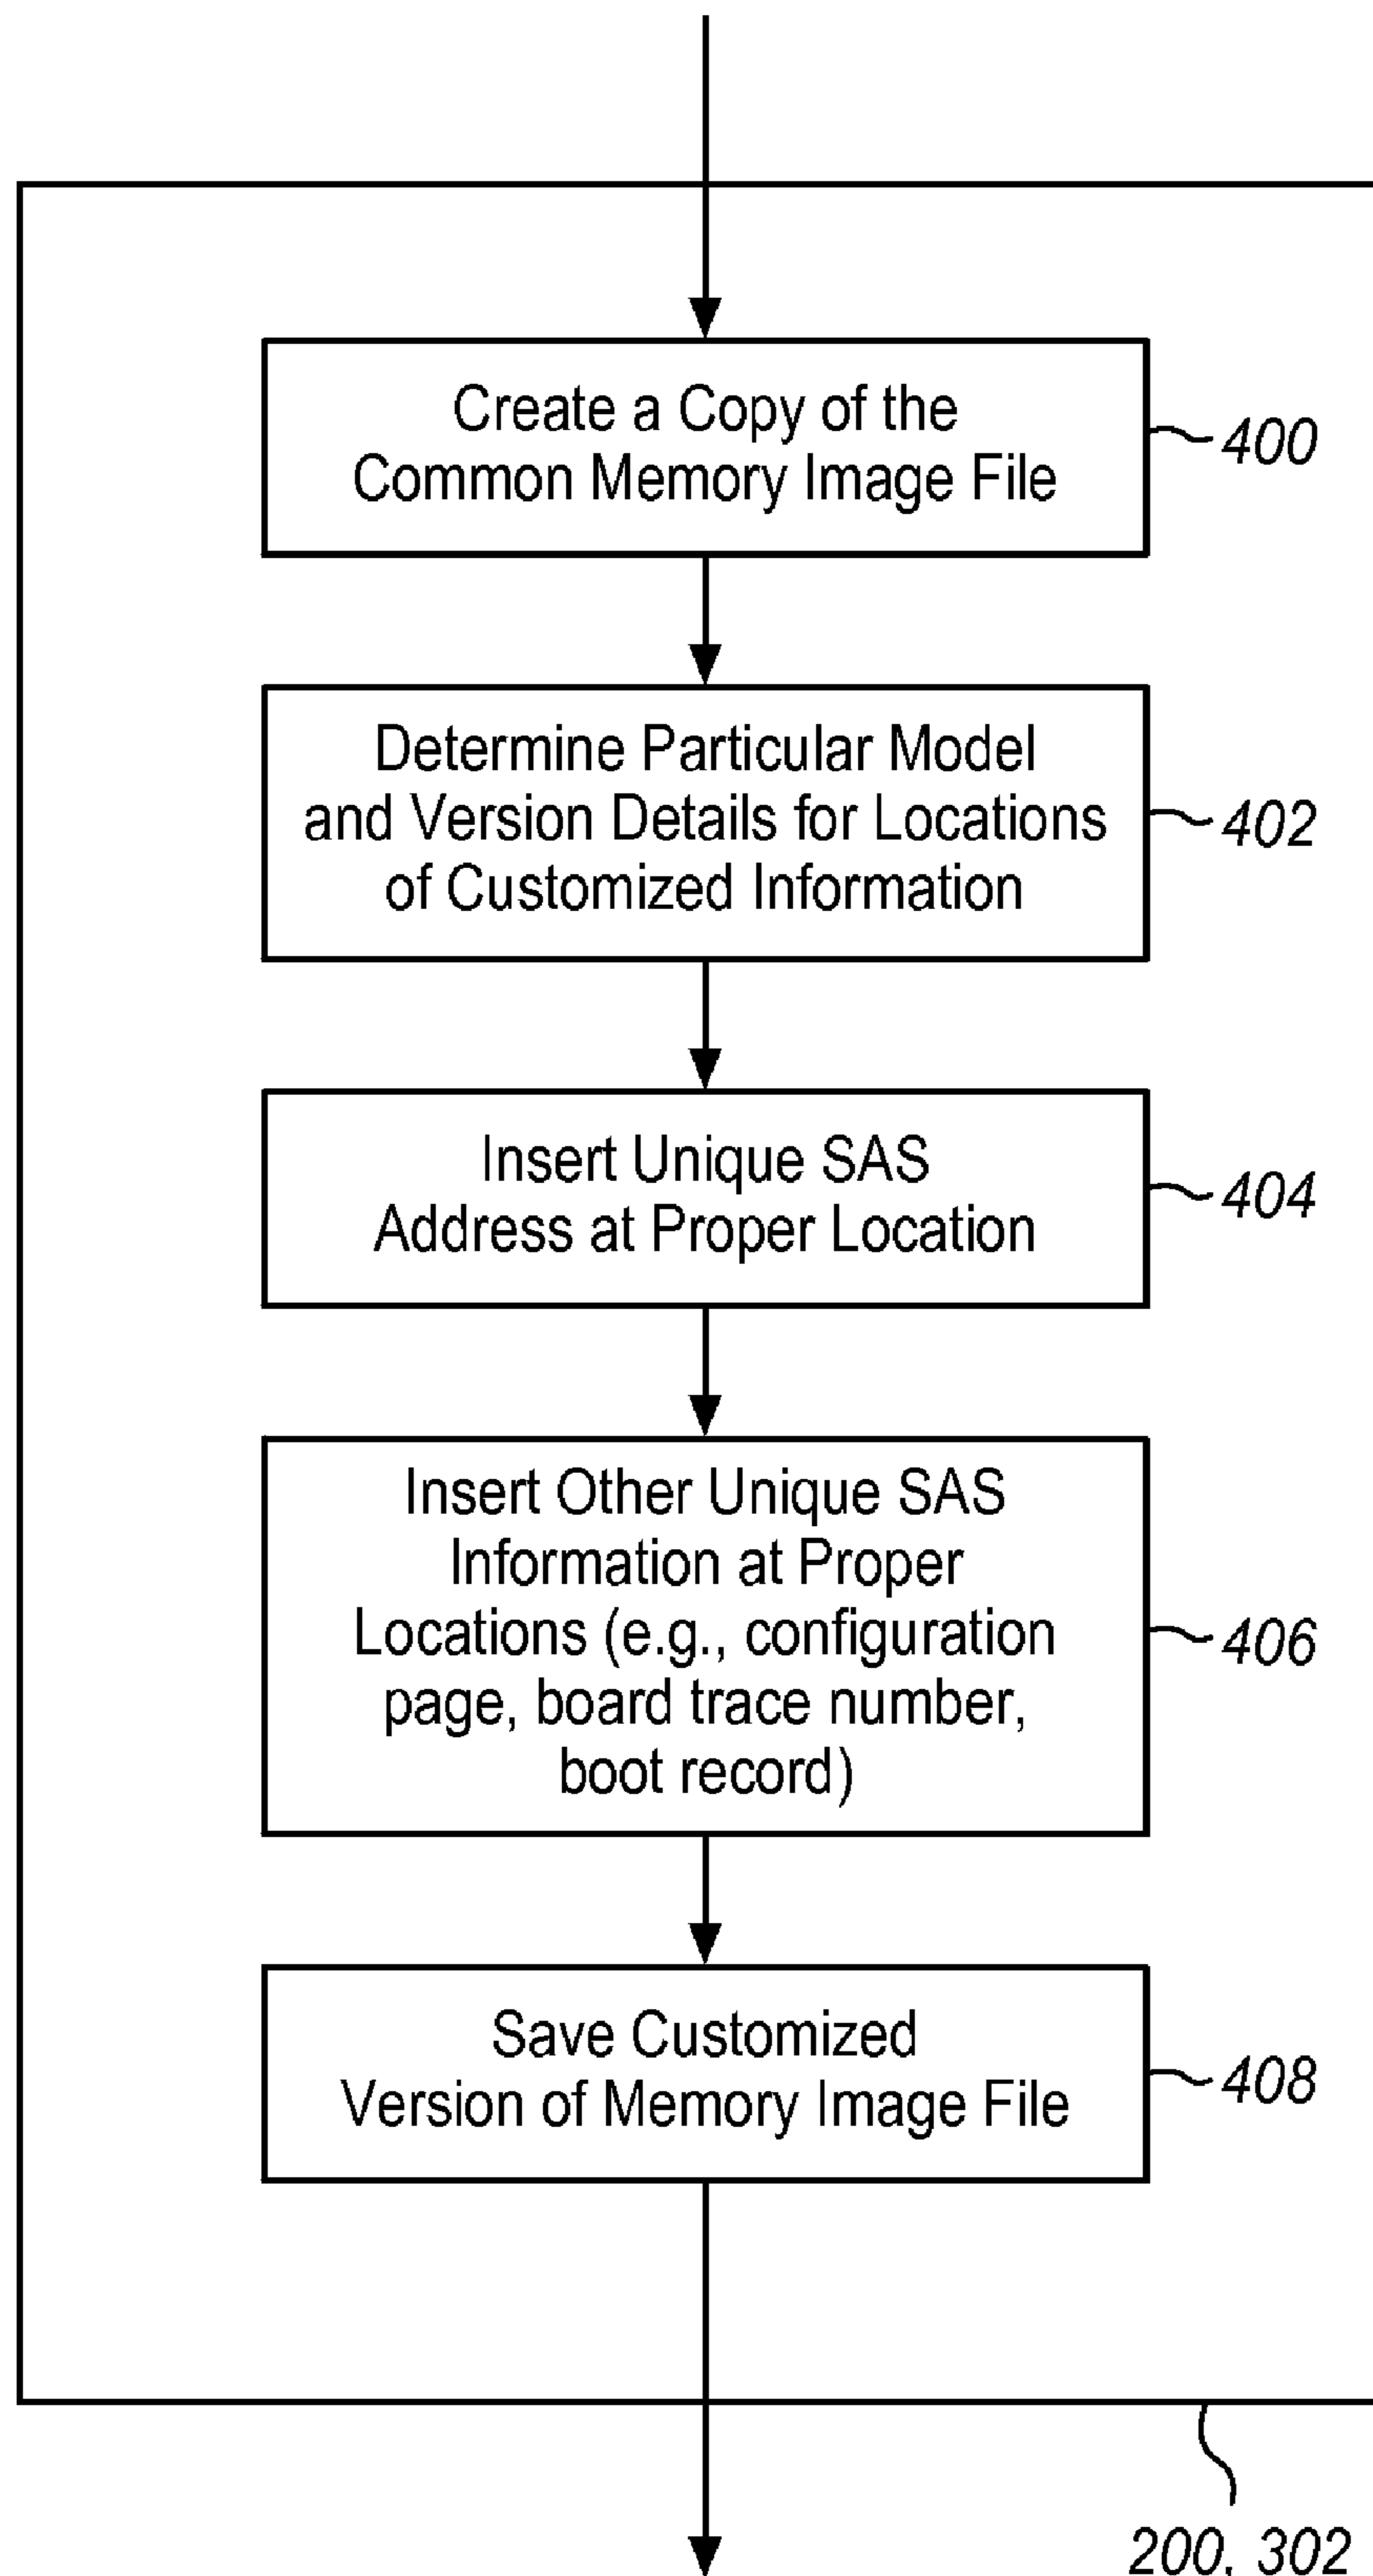 Create a Copy of the
Common Memory Image File
400
Determine Particular Model
and Version Details for Locations
of Customized Information
402
Insert Unique SAS
Address at Proper Location
404
Insert Other Unique SAS
Information at Proper
Locations (e.g., configuration
page, board trace number,
boot record)
406
Save Customized
Version of Memory Image File
408
200, 302